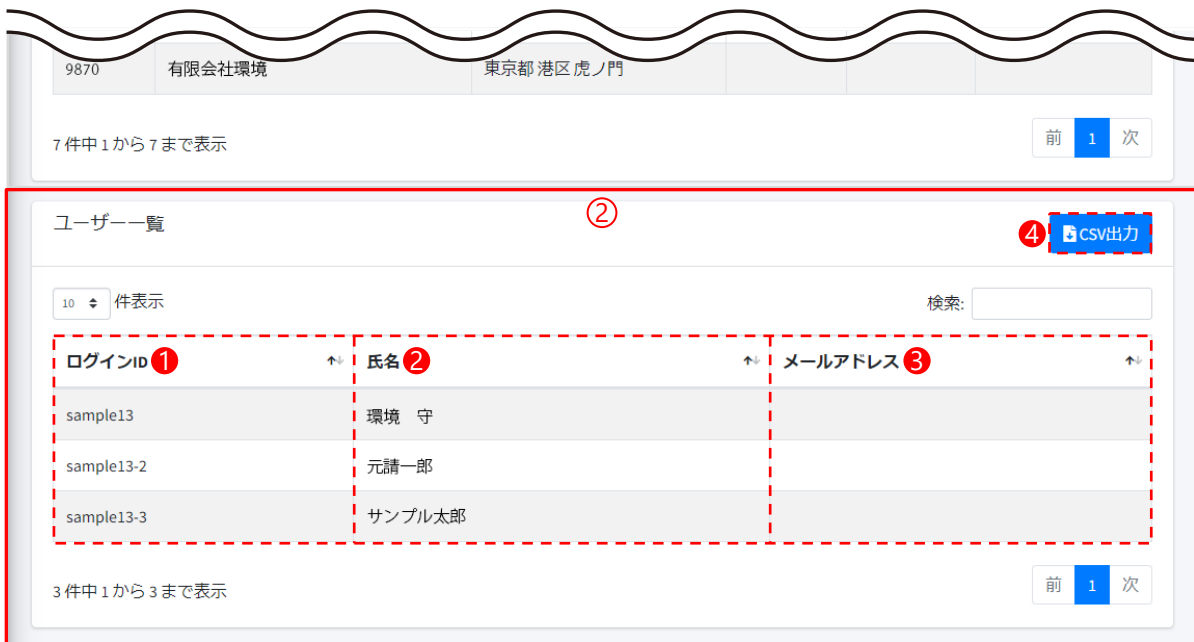 9870 有限会社環境 東京都 港区 虎ノ門
7 件中 1 から 7 まで表示 前 1 次
②
ユーザー一覧 ❹ CSV出力
10 件表示 検索:
ログインID ❶ 氏名 ❷ メールアドレス ❸
sample13 環境 守
sample13-2 元請一郎
sample13-3 サンプル太郎
3 件中 1 から 3 まで表示 前 1 次